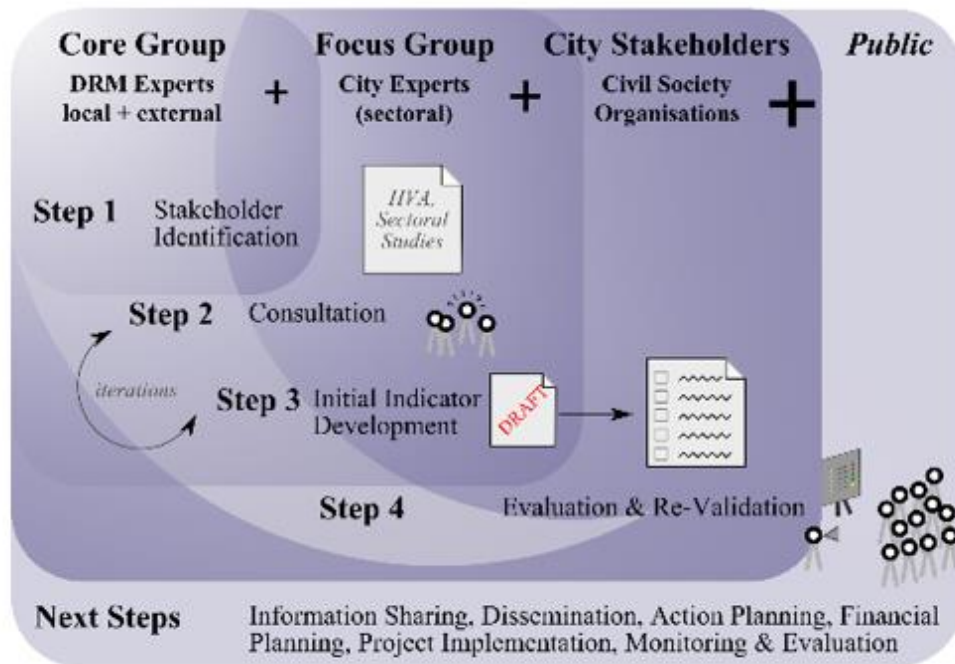 Core Group
DRM Experts
local + external
+
Focus Group
City Experts
(sectoral)
+
City Stakeholders
Civil Society
Organisations
+
Public
Step 1
Stakeholder
Identification
HVA,
Sectoral
Studies
Step 2
Consultation
iterations
Step 3
Initial Indicator
Development
DRAFT
Step 4
Evaluation & Re-Validation
Next Steps
Information Sharing, Dissemination, Action Planning, Financial
Planning, Project Implementation, Monitoring & Evaluation